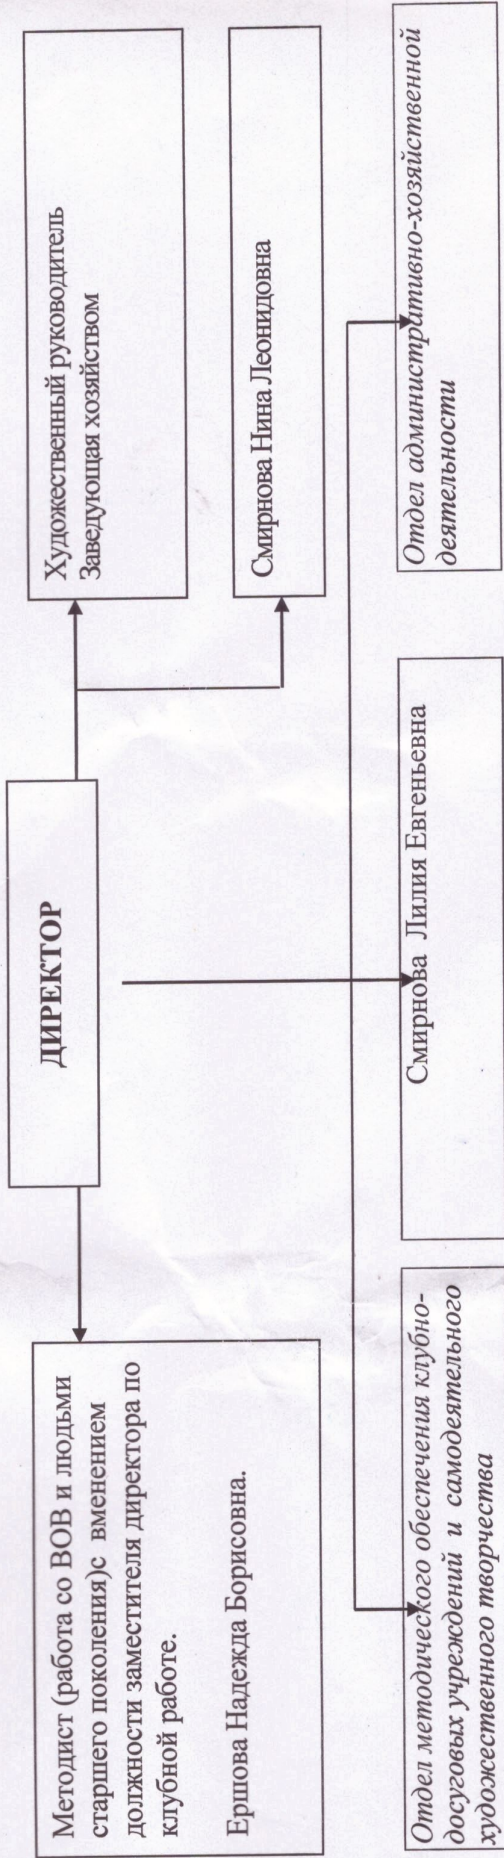 ДИРЕКТОР
Методист (работа со ВОВ и людьми
старшего поколения)с вменением
должности заместителя директора по
клубной работе.
Ершова Надежда Борисовна.
Художественный руководитель
Заведующая хозяйством
Смирнова Нина Леонидовна
Отдел методического обеспечения клубно-
досуговых учреждений и самодеятельного
художественного творчества
Смирнова Лилия Евгеньевна
Отдел административно-хозяйственной
деятельности